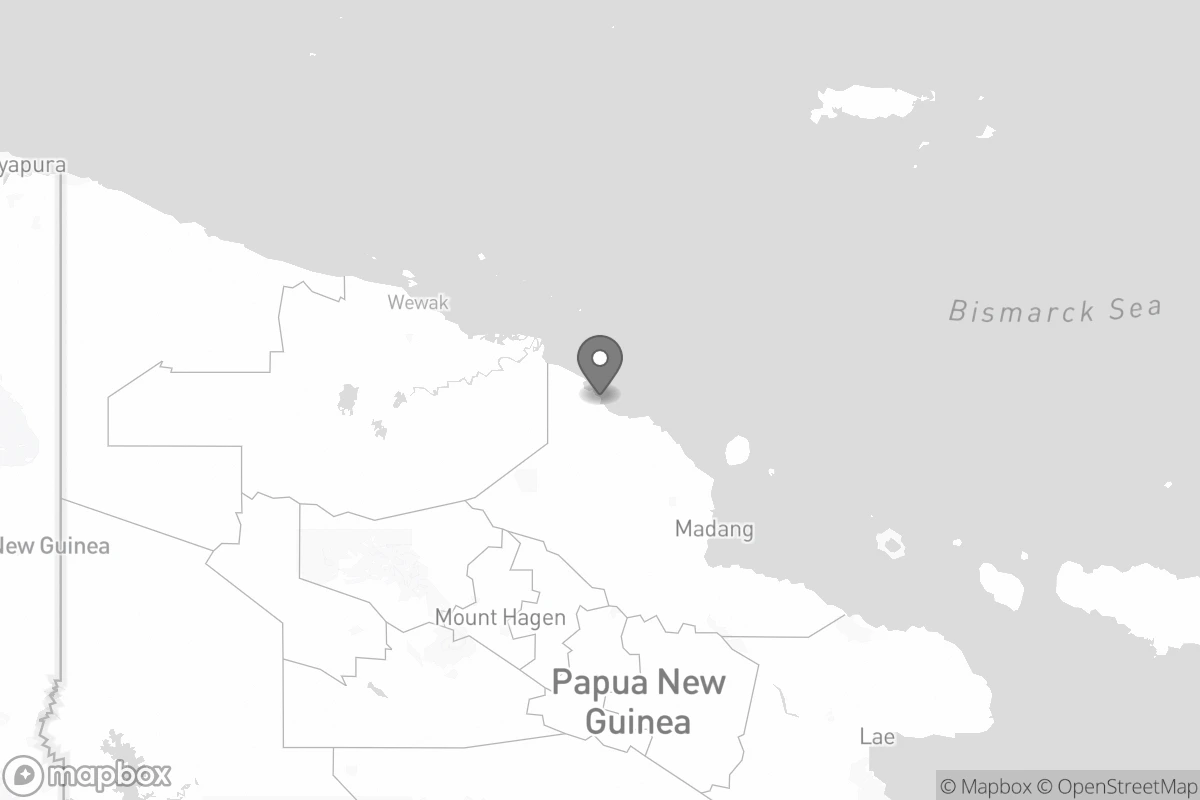 yapura
Wewak
Bismarck Sea
Madang
New Guinea
Mount Hagen
Papua New
Guinea
Lae
mapbox
© Mapbox © OpenStreetMap